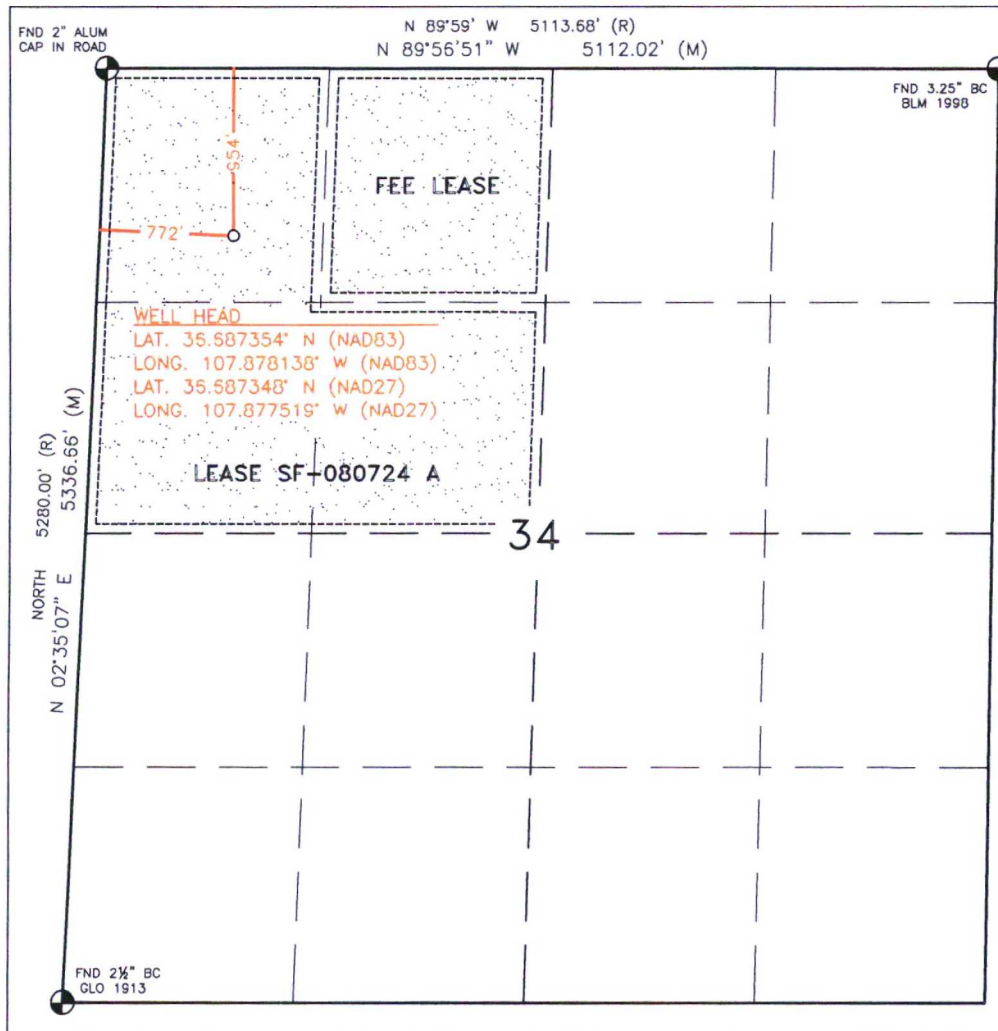 FND 2" ALUM
CAP IN ROAD
N 89°59' W 5113.68' (R)
N 89°56'51" W 5112.02' (M)
FND 3.25" BC
BLM 1998
954'
FEE LEASE
772'
WELL HEAD
LAT. 36.587354° N (NAD83)
LONG. 107.878138° W (NAD83)
LAT. 36.587348° N (NAD27)
LONG. 107.877519° W (NAD27)
LEASE SF-080724 A
34
NORTH 5280.00' (R)
N 02°35'07" E 5336.66' (M)
FND 2½" BC
GLO 1913